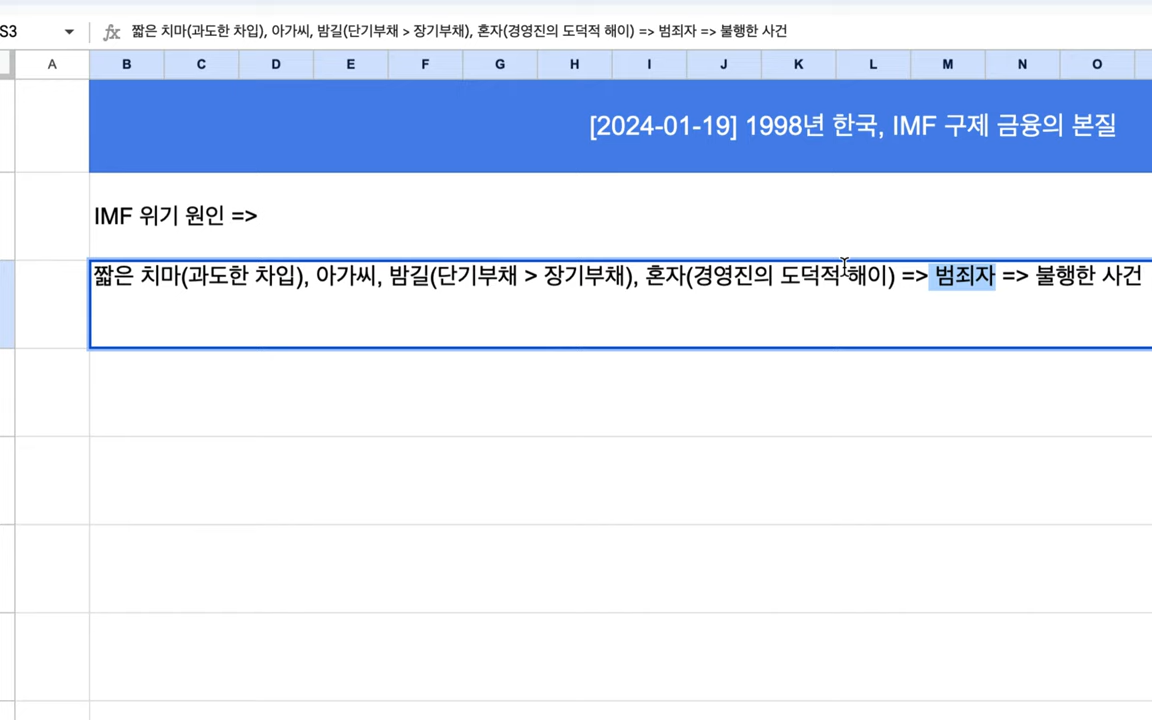 S3 fx 짧은 치마(과도한 차입), 아가씨, 밤길(단기부채 > 장기부채), 혼자(경영진의 도덕적 해이) => 범죄자 => 불행한 사건
A B C D E F G H I J K L M N O
[2024-01-19] 1998년 한국, IMF 구제 금융의 본질
IMF 위기 원인 =>
짧은 치마(과도한 차입), 아가씨, 밤길(단기부채 > 장기부채), 혼자(경영진의 도덕적 해이) => 범죄자 => 불행한 사건